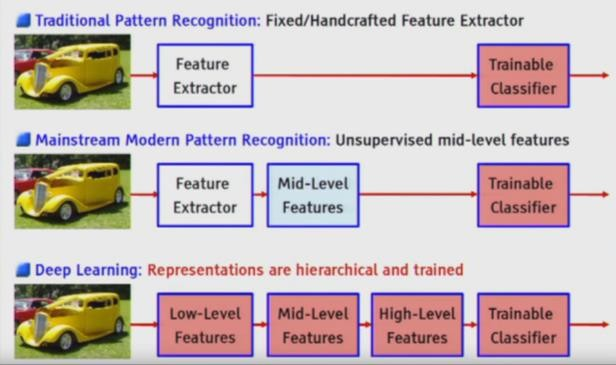 Traditional Pattern Recognition: Fixed/Handcrafted Feature Extractor
Feature
Extractor
Trainable
Classifier
Mainstream Modern Pattern Recognition: Unsupervised mid-level features
Feature
Extractor
Mid-Level
Features
Trainable
Classifier
Deep Learning: Representations are hierarchical and trained
Low-Level
Features
Mid-Level
Features
High-Level
Features
Trainable
Classifier